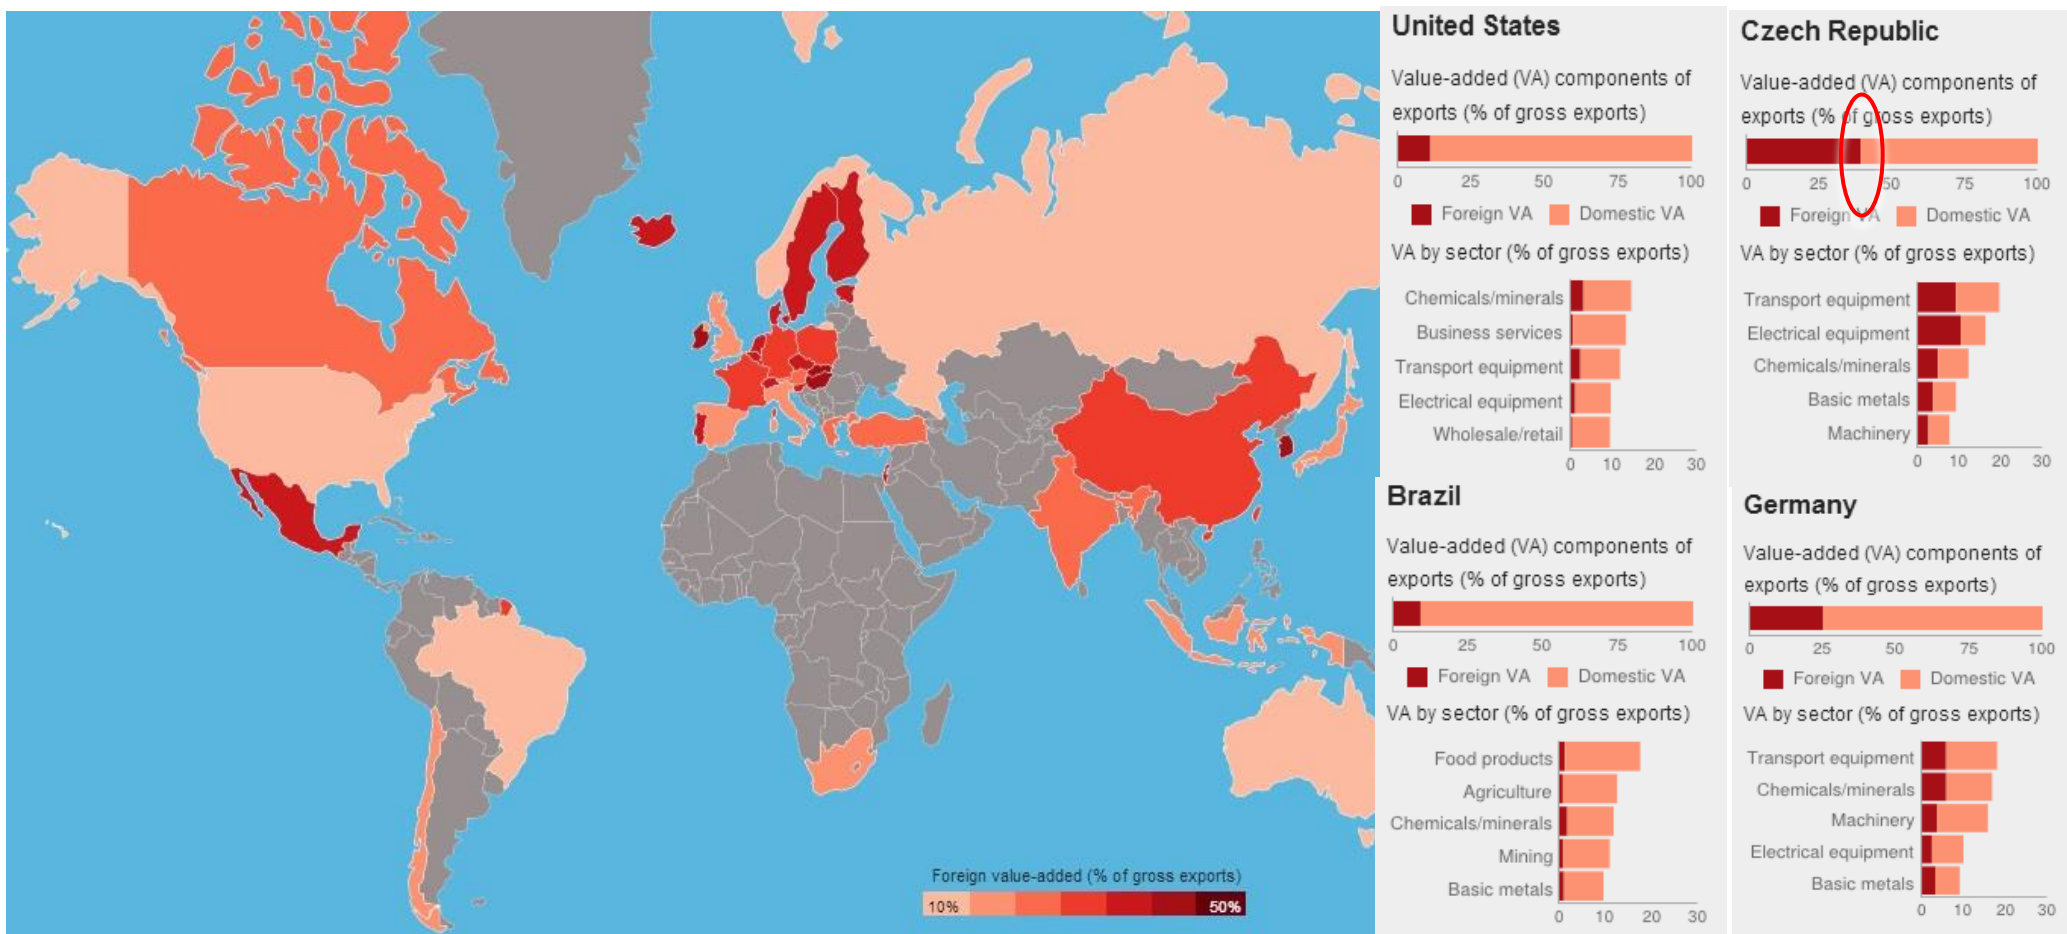 United States
Value-added (VA) components of
exports (% of gross exports)
0 25 50 75 100
Foreign VA Domestic VA
VA by sector (% of gross exports)
Chemicals/minerals
Business services
Transport equipment
Electrical equipment
Wholesale/retail
0 10 20 30
Czech Republic
Value-added (VA) components of
exports (% of gross exports)
0 25 50 75 100
Foreign VA Domestic VA
VA by sector (% of gross exports)
Transport equipment
Electrical equipment
Chemicals/minerals
Basic metals
Machinery
0 10 20 30
Brazil
Value-added (VA) components of
exports (% of gross exports)
0 25 50 75 100
Foreign VA Domestic VA
VA by sector (% of gross exports)
Food products
Agriculture
Chemicals/minerals
Mining
Basic metals
0 10 20 30
Germany
Value-added (VA) components of
exports (% of gross exports)
0 25 50 75 100
Foreign VA Domestic VA
VA by sector (% of gross exports)
Transport equipment
Chemicals/minerals
Machinery
Electrical equipment
Basic metals
0 10 20 30
Foreign value-added (% of gross exports)
10% 50%